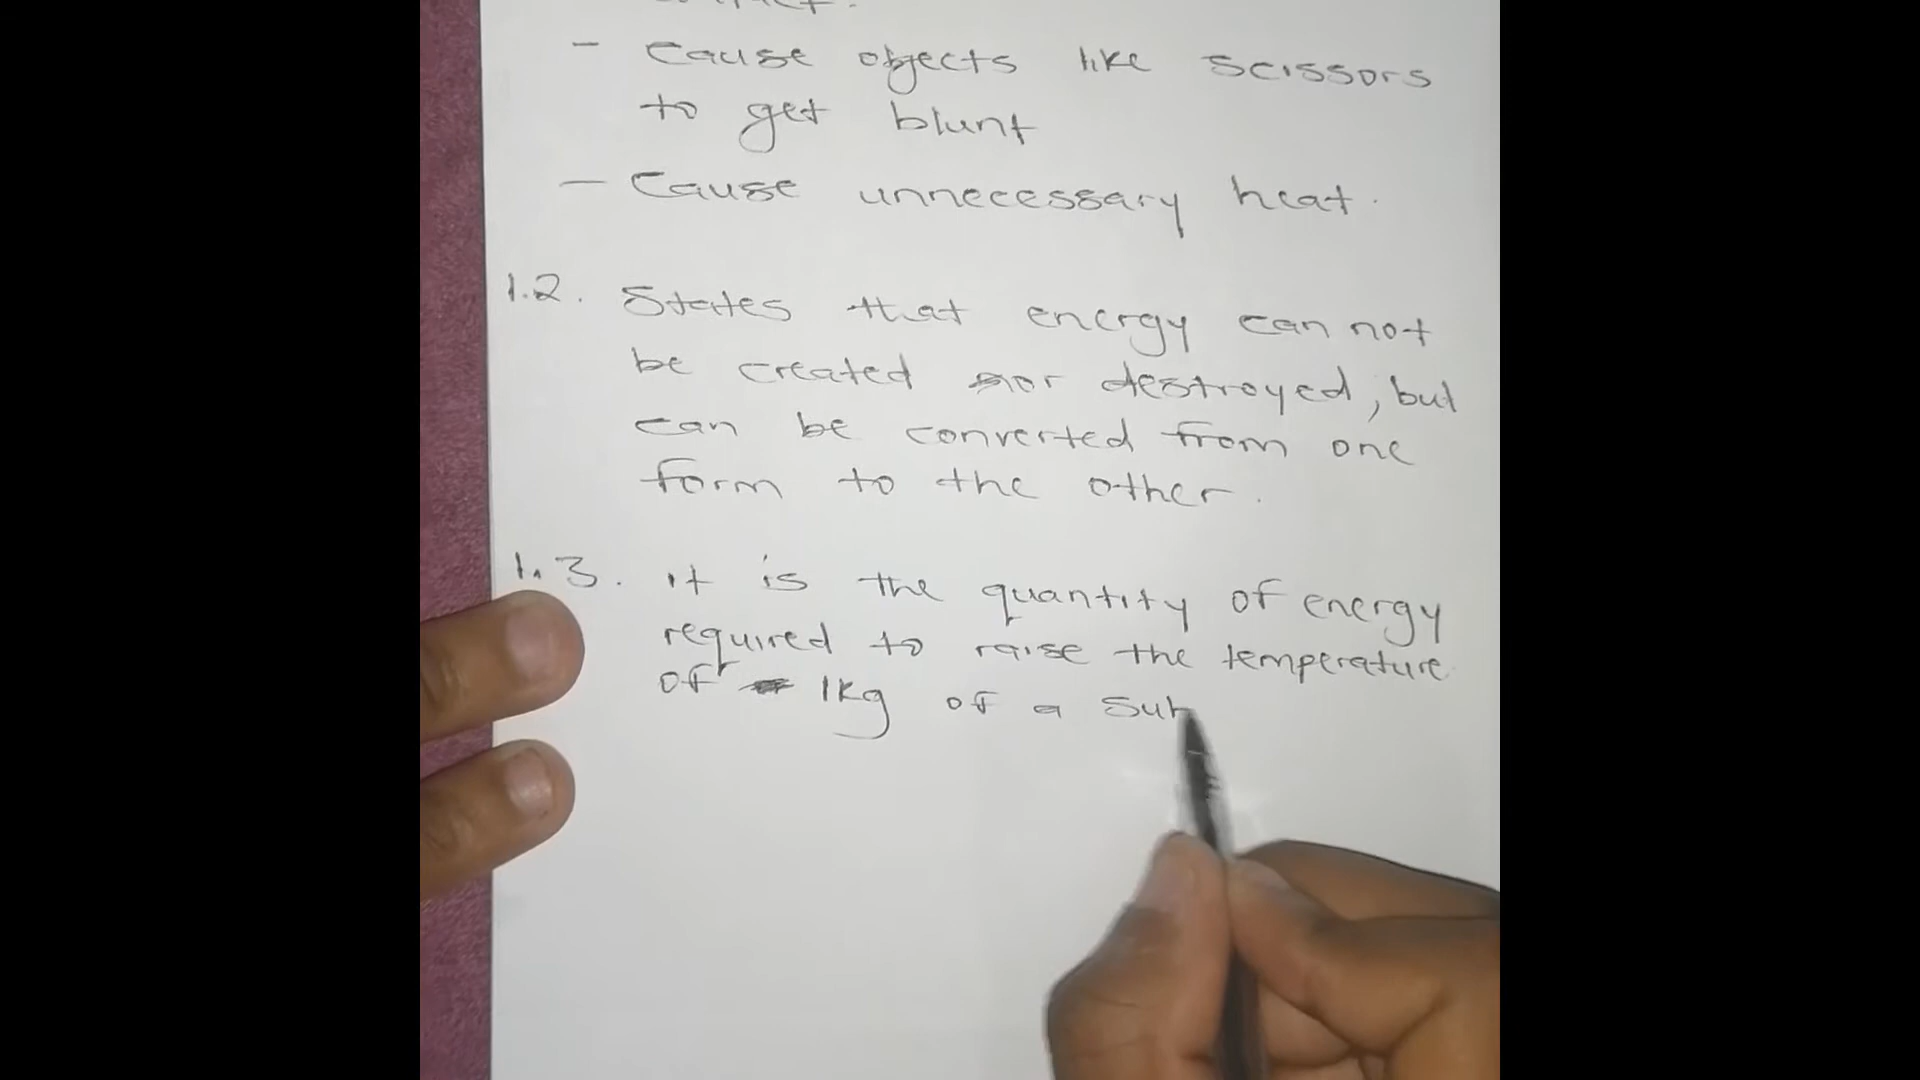 - Cause objects like scissors
to get blunt
- Cause unnecessary heat.
1.2. States that energy can not
be created nor destroyed, but
can be converted from one
form to the other.
1.3. it is the quantity of energy
required to raise the temperature
of 1kg of a sub